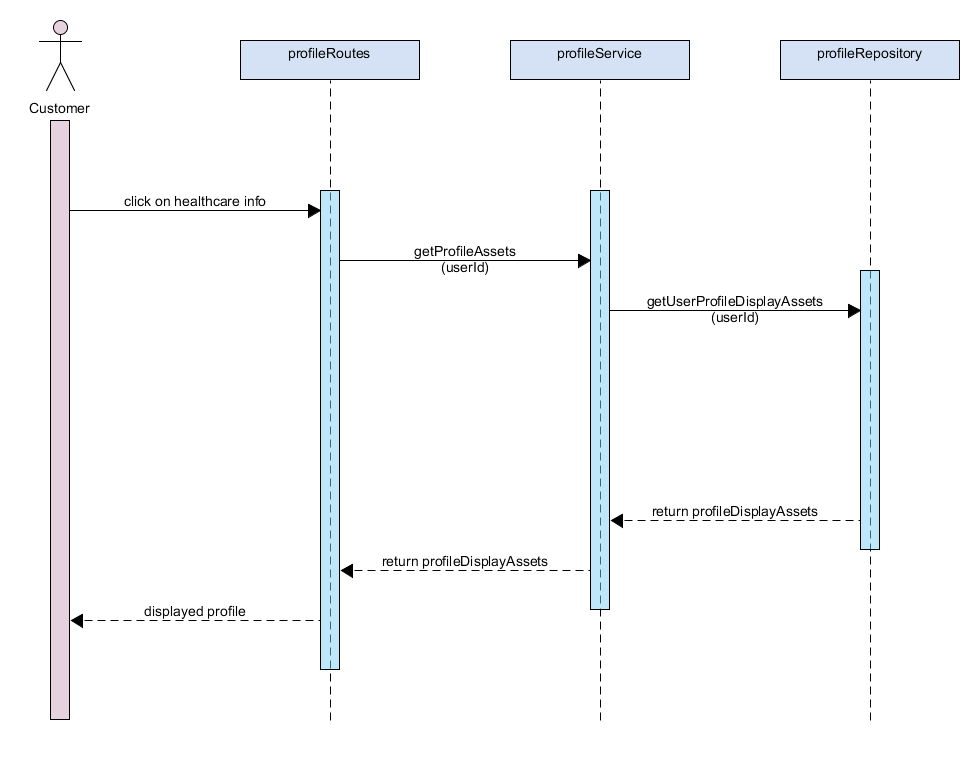 profileRoutes
profileService
profileRepository
Customer
click on healthcare info
getProfileAssets
(userId)
getUserProfileDisplayAssets
(userId)
return profileDisplayAssets
return profileDisplayAssets
displayed profile